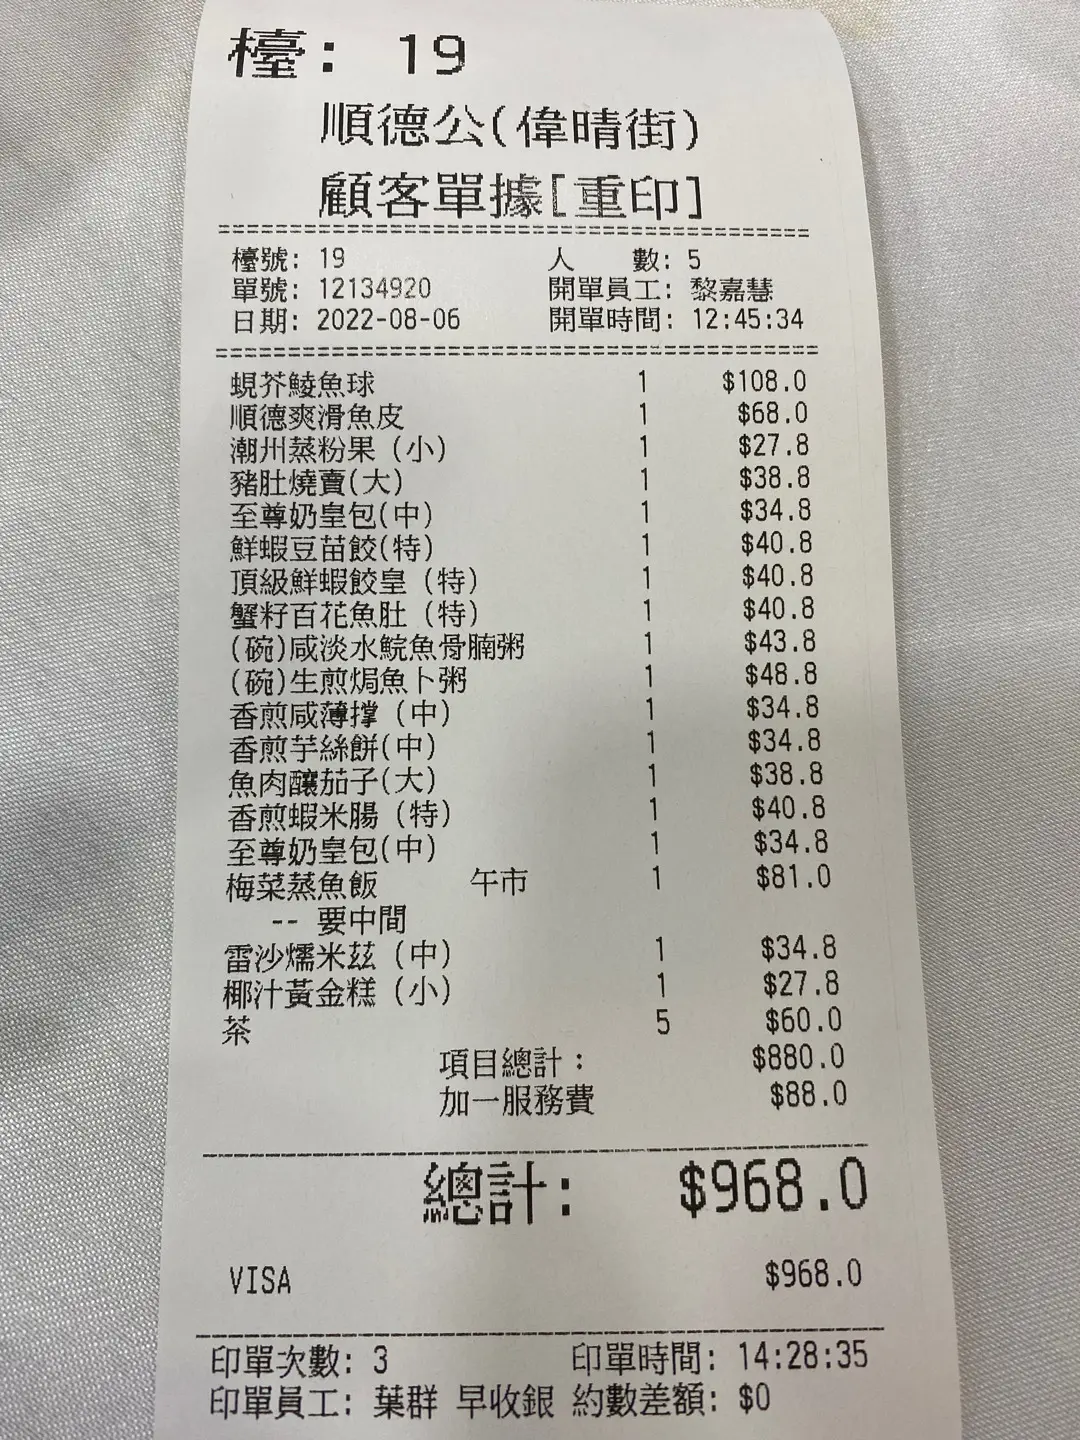 檯: 19
順德公(偉晴街)
顧客單據[重印]
檯號: 19 人 數: 5
單號: 12134920 開單員工: 黎嘉慧
日期: 2022-08-06 開單時間: 12:45:34
蜆芥鯪魚球 1 $108.0
順德爽滑魚皮 1 $68.0
潮州蒸粉果 (小) 1 $27.8
豬肚燒賣(大) 1 $38.8
至尊奶皇包(中) 1 $34.8
鮮蝦豆苗餃(特) 1 $40.8
頂級鮮蝦餃皇 (特) 1 $40.8
蟹籽百花魚肚 (特) 1 $40.8
(碗)咸淡水鯇魚骨腩粥 1 $43.8
(碗)生煎焗魚卜粥 1 $48.8
香煎咸薄撐 (中) 1 $34.8
香煎芋絲餅(中) 1 $34.8
魚肉釀茄子(大) 1 $38.8
香煎蝦米腸 (特) 1 $40.8
至尊奶皇包(中) 1 $34.8
梅菜蒸魚飯 午市 1 $81.0
-- 要中間
雷沙燸米茲 (中) 1 $34.8
椰汁黃金糕 (小) 1 $27.8
茶 5 $60.0
項目總計: $880.0
加一服務費 $88.0
總計: $968.0
VISA $968.0
印單次數: 3 印單時間: 14:28:35
印單員工: 葉群 早收銀 約數差額: $0